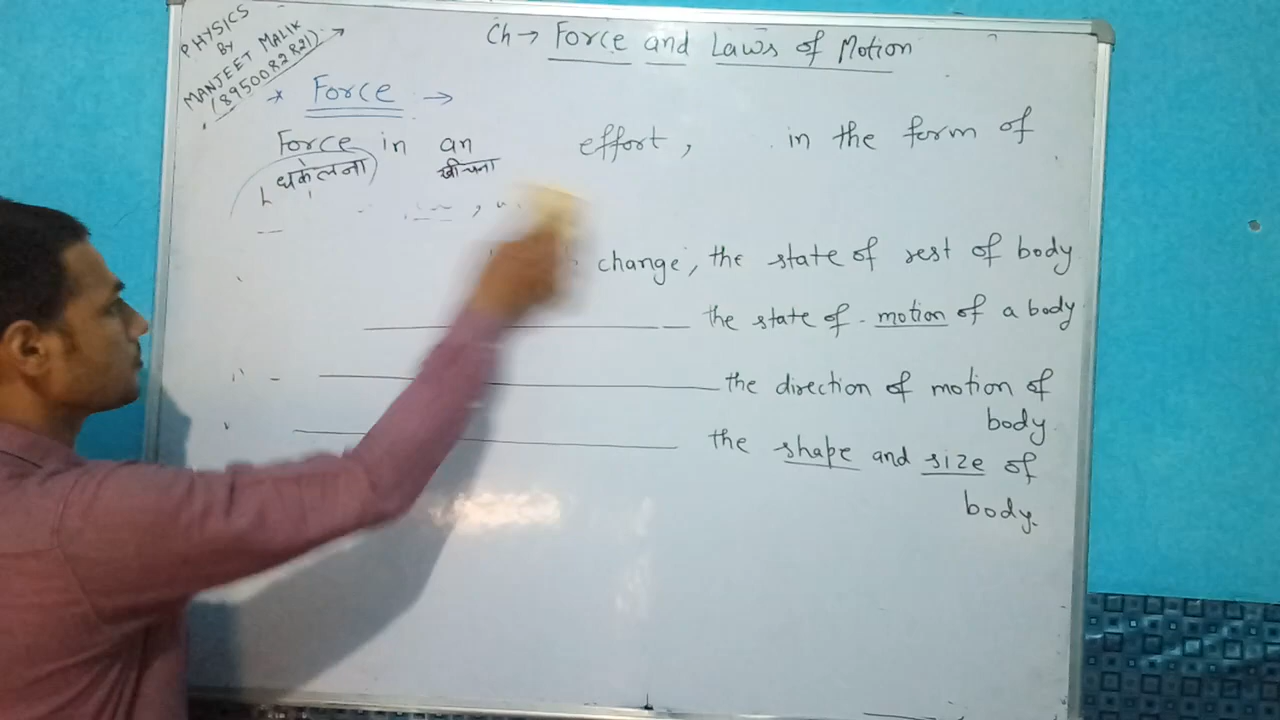 PHYSICS
BY
MANJEET MALIK
(8950082821)
Ch → Force and Laws of Motion
* Force →
Force in an effort, in the form of
धकेलना खींचना
change, the state of rest of body
the state of motion of a body
the direction of motion of
body
the shape and size of
body.